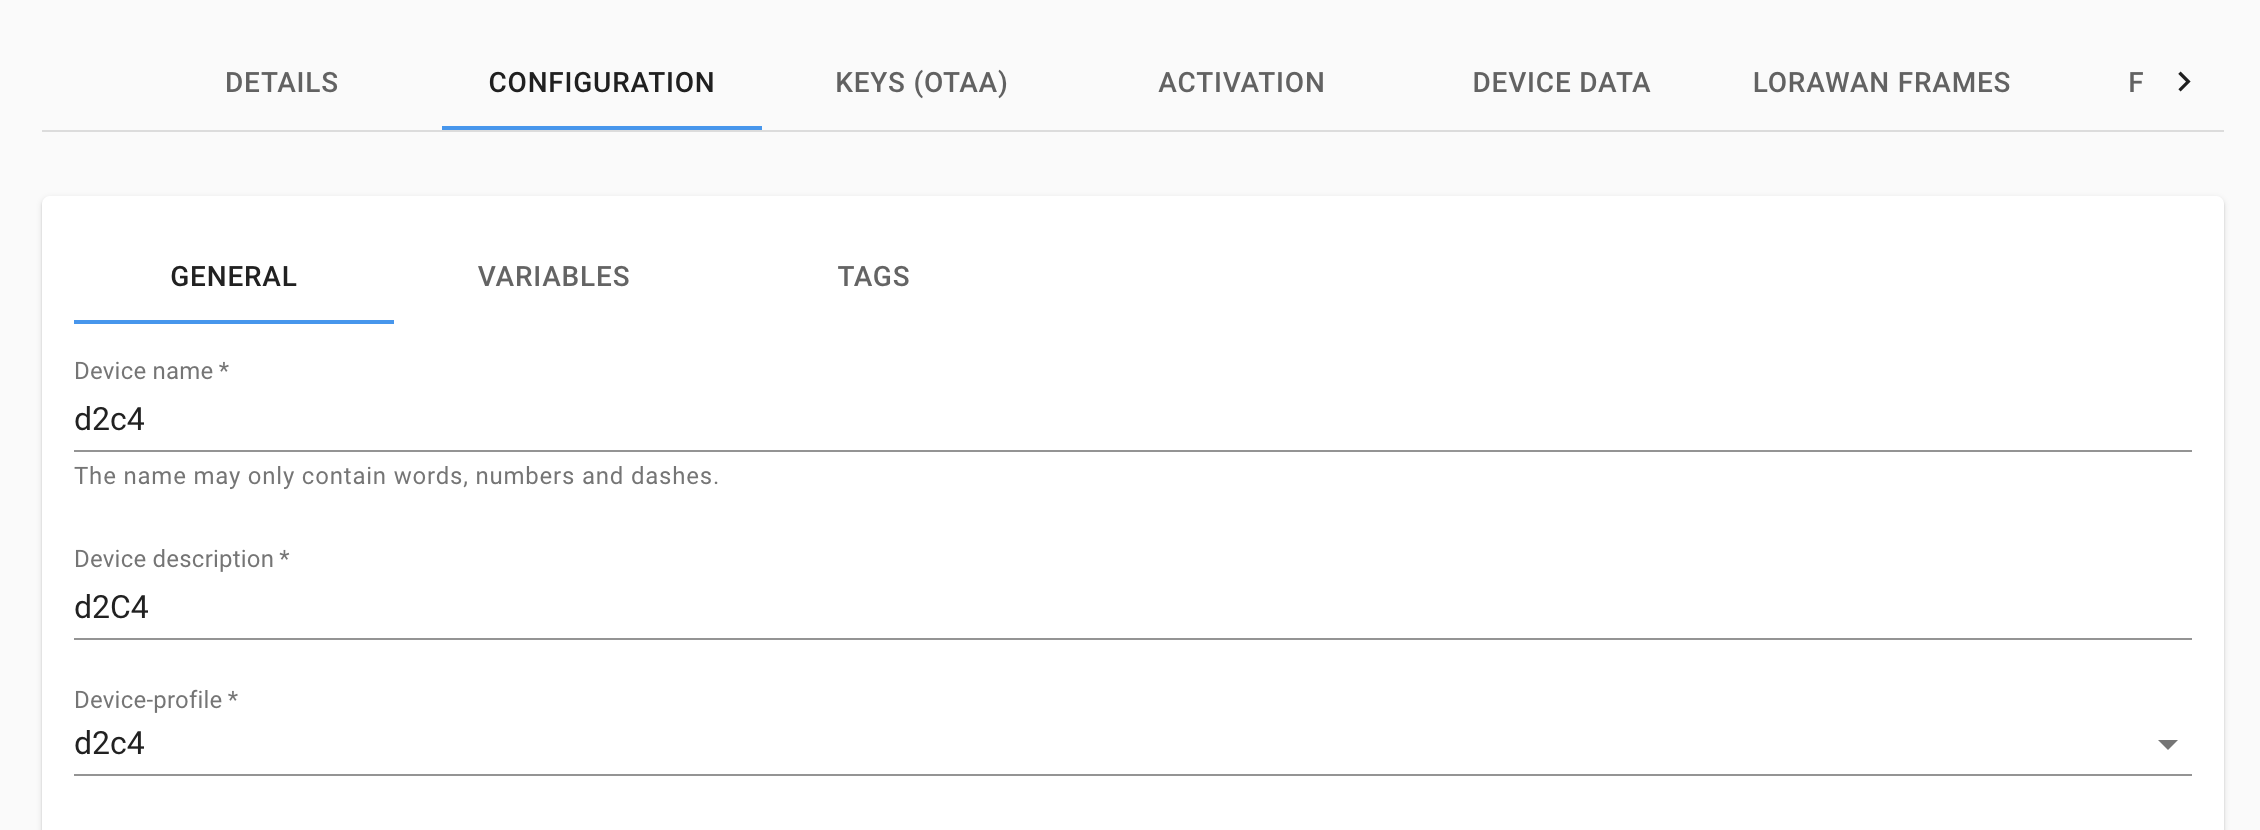 DETAILS CONFIGURATION KEYS (OTAA) ACTIVATION DEVICE DATA LORAWAN FRAMES F
GENERAL VARIABLES TAGS
Device name *
d2c4
The name may only contain words, numbers and dashes.
Device description *
d2C4
Device-profile *
d2c4